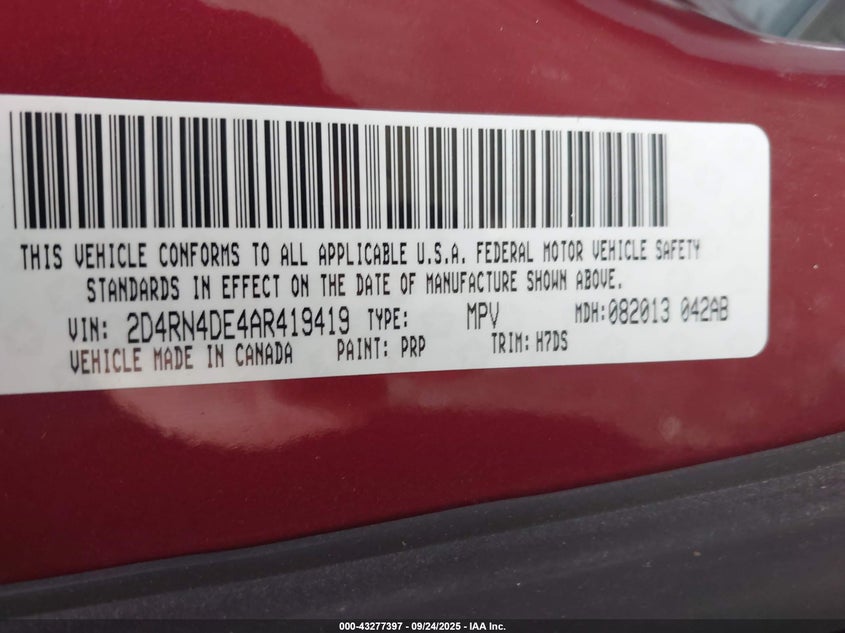 THIS VEHICLE CONFORMS TO ALL APPLICABLE U.S.A. FEDERAL MOTOR VEHICLE SAFETY
STANDARDS IN EFFECT ON THE DATE OF MANUFACTURE SHOWN ABOVE.
VIN: 2D4RN4DE4AR419419 TYPE: MPV MDH:082013 042AB
VEHICLE MADE IN CANADA PAINT: PRP TRIM: H7DS
000-43277397 - 09/24/2025 - IAA Inc.